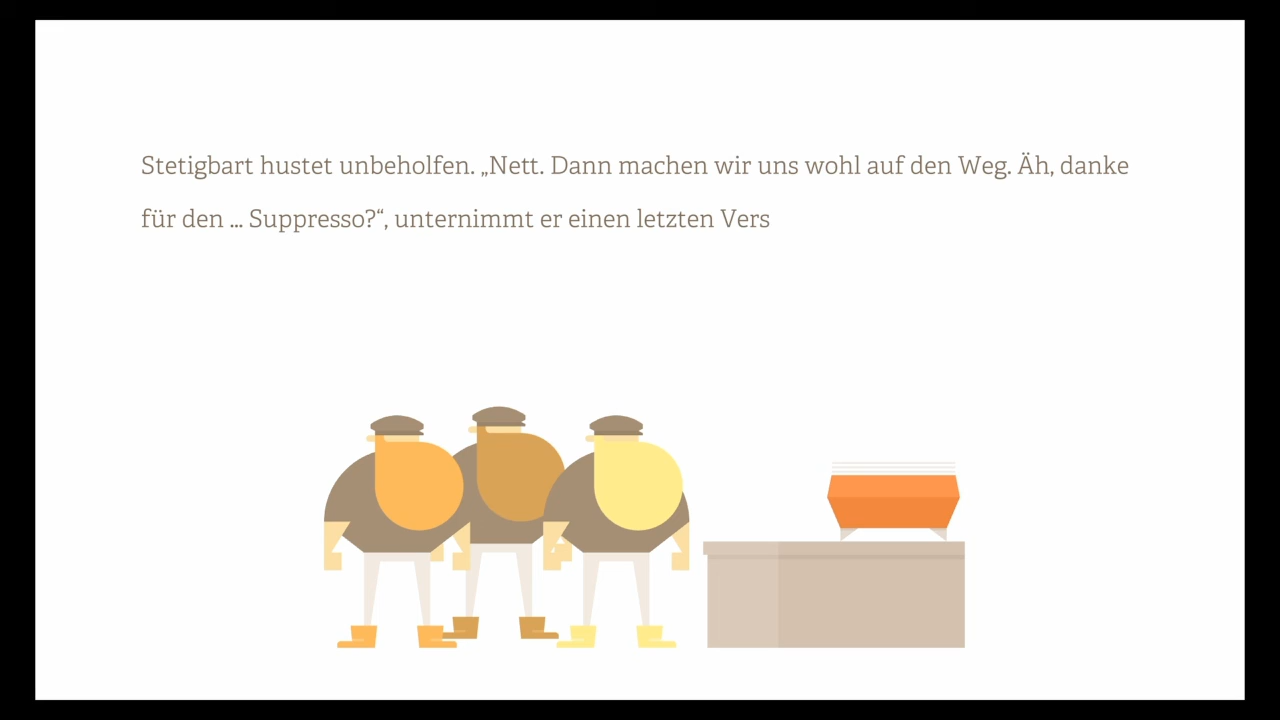 Stetigbart hustet unbeholfen. „Nett. Dann machen wir uns wohl auf den Weg. Äh, danke
für den ... Suppresso?“, unternimmt er einen letzten Vers